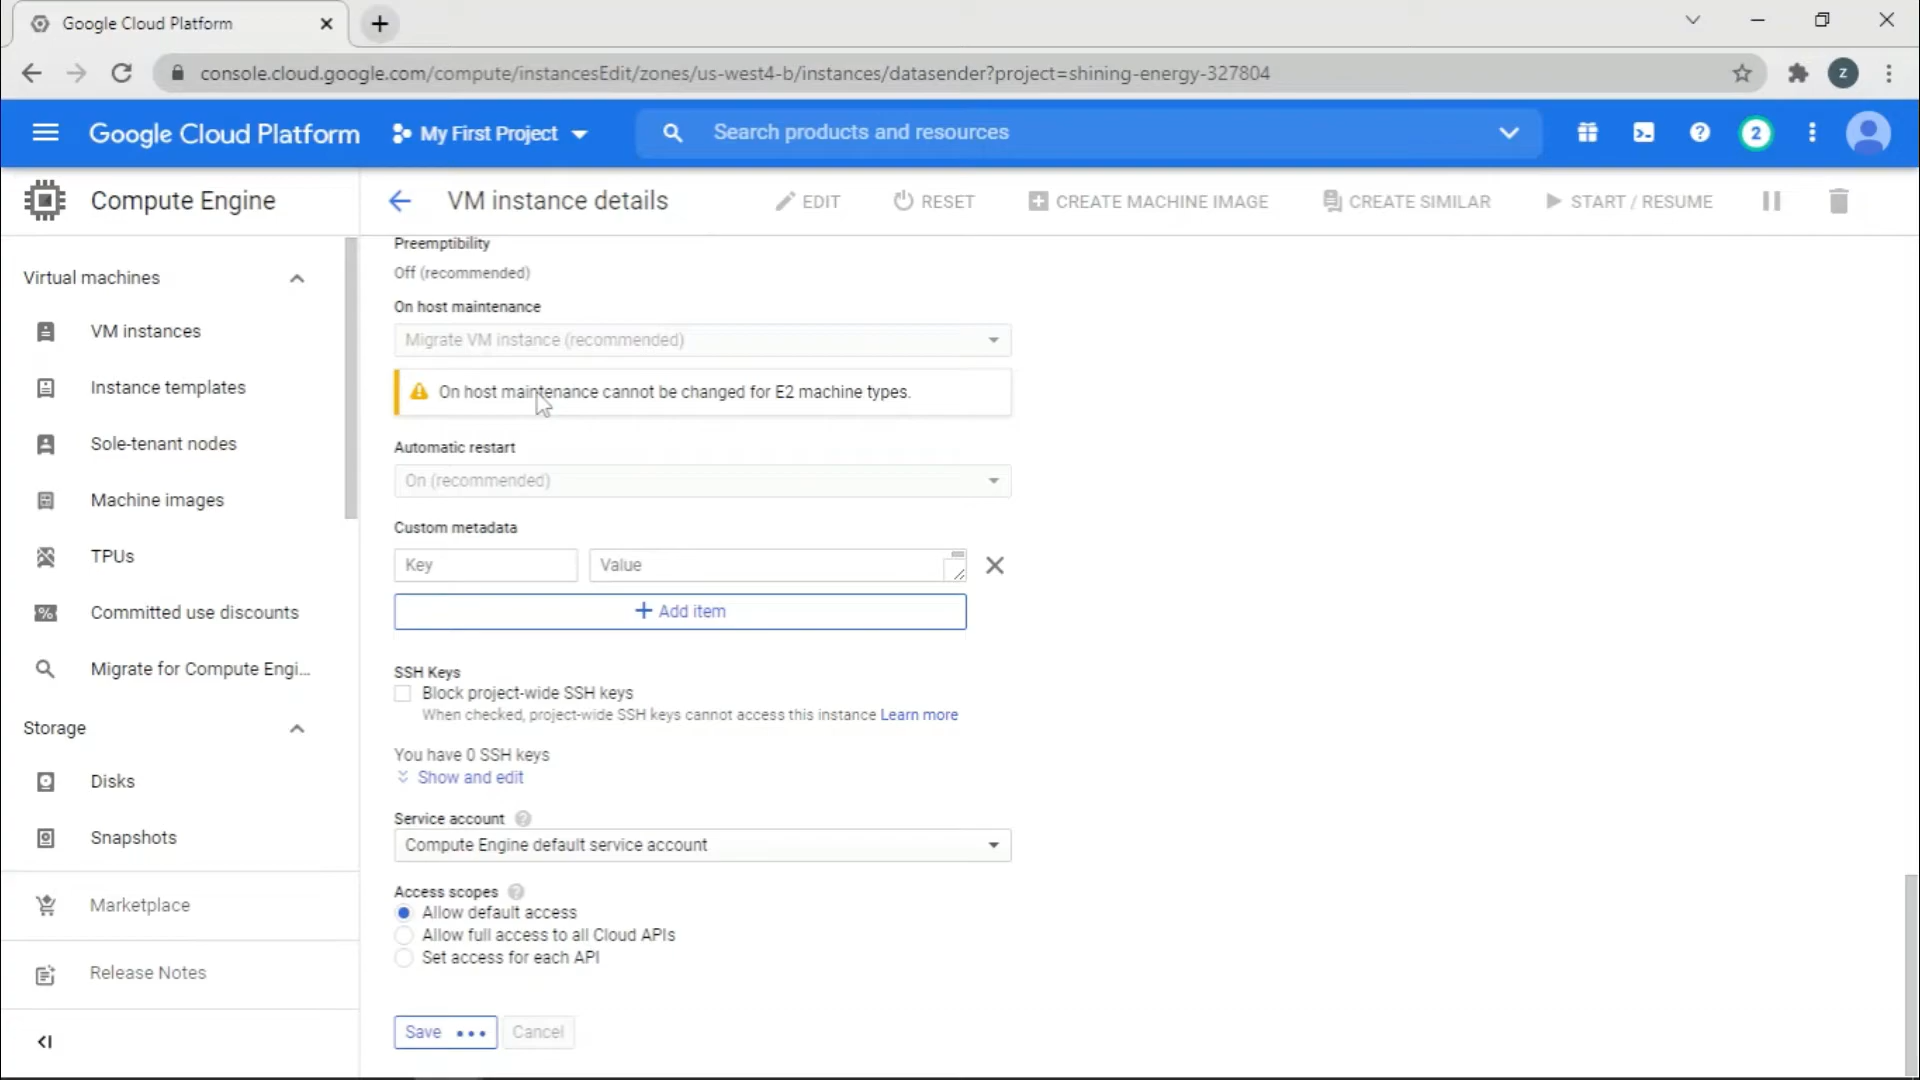 Google Cloud Platform
console.cloud.google.com/compute/instancesEdit/zones/us-west4-b/instances/datasender?project=shining-energy-327804
Z
Google Cloud Platform
My First Project
Search products and resources
2
Compute Engine
VM instance details
EDIT
RESET
CREATE MACHINE IMAGE
CREATE SIMILAR
START / RESUME
Virtual machines
VM instances
Instance templates
Sole-tenant nodes
Machine images
TPUs
Committed use discounts
Migrate for Compute Engi...
Storage
Disks
Snapshots
Marketplace
Release Notes
Preemptibility
Off (recommended)
On host maintenance
Migrate VM instance (recommended)
On host maintenance cannot be changed for E2 machine types.
Automatic restart
On (recommended)
Custom metadata
Key
Value
Add item
SSH Keys
Block project-wide SSH keys
When checked, project-wide SSH keys cannot access this instance Learn more
You have 0 SSH keys
Show and edit
Service account
Compute Engine default service account
Access scopes
Allow default access
Allow full access to all Cloud APIs
Set access for each API
Save
Cancel